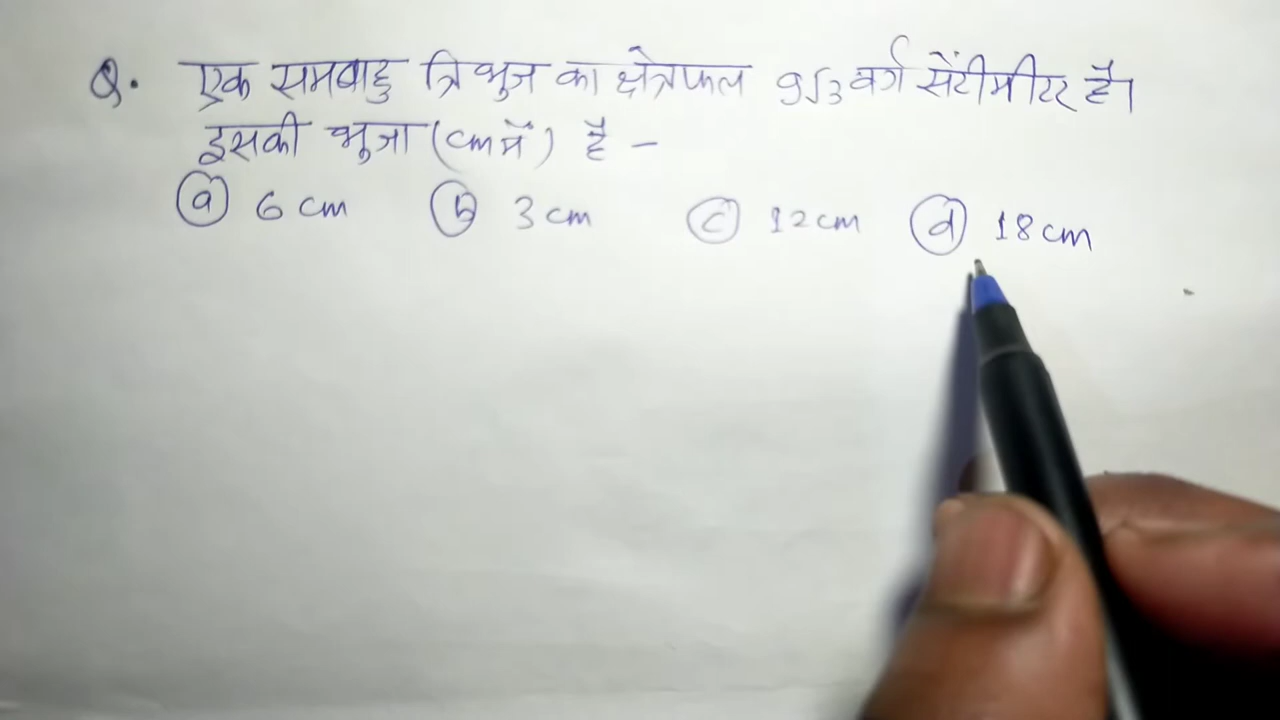 Q. एक समबाहु त्रिभुज का क्षेत्रफल 9√3 वर्ग सेंटीमीटर है।
इसकी भुजा (cm में) है –
(a) 6 cm (b) 3 cm (c) 12 cm (d) 18 cm